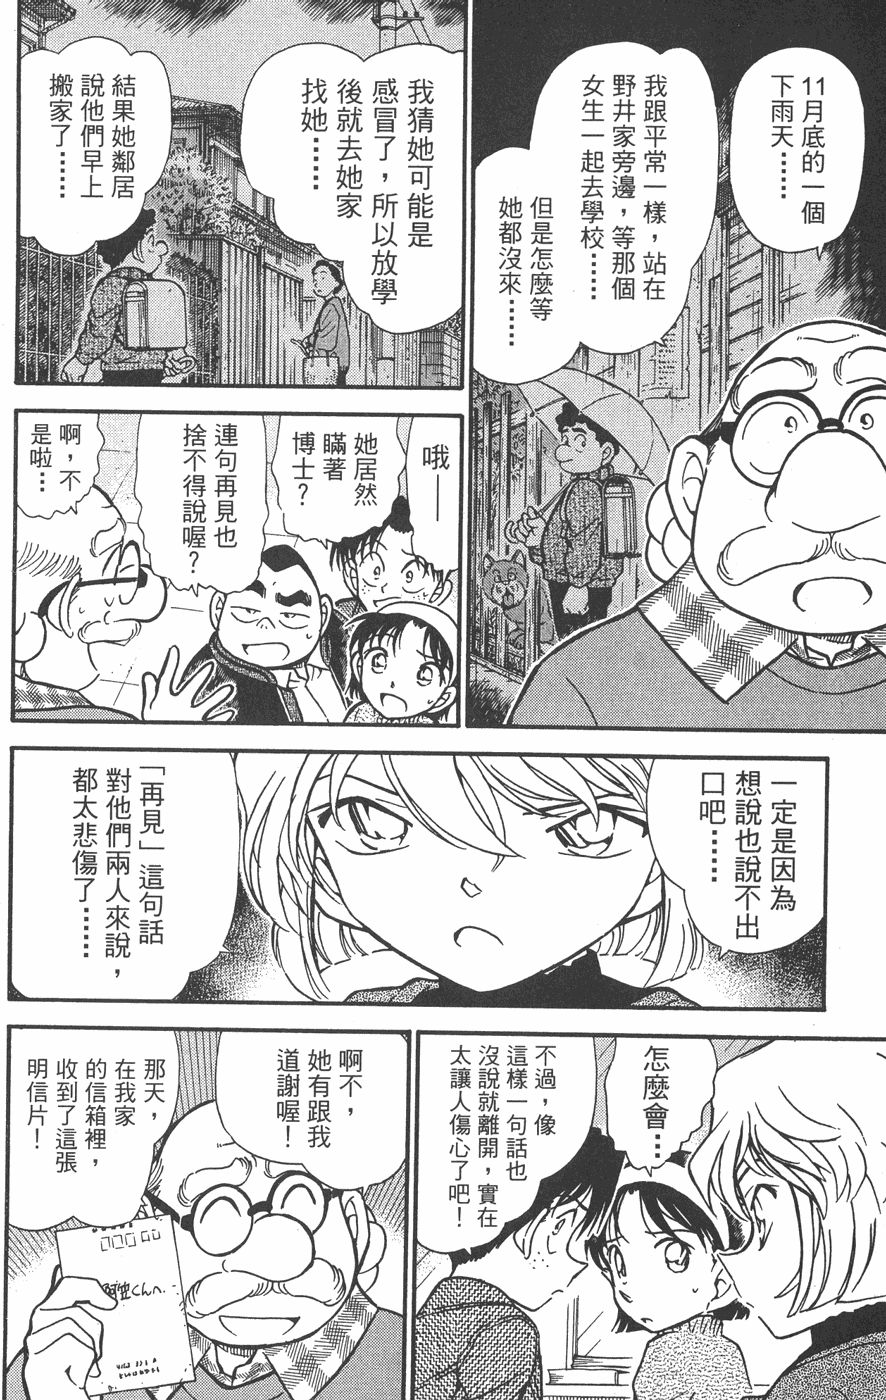 11月底的一個
下雨天……
我跟平常一樣，站在
野井家旁邊，等那個
女生一起去學校……
但是怎麼等
她都沒來……
我猜她可能是
感冒了，所以放學
後就去她家
找她……
結果她鄰居
說他們早上
搬家了……
哦——
她居然
瞞著
博士？
連句再見也
捨不得說喔？
啊，不
是啦…
一定是因為
想說也說不出
口吧……
「再見」這句話
對他們兩人來說，
都太悲傷了……
怎麼會…
不過，像
這樣一句話也
沒說就離開，實在
太讓人傷心了吧！
啊不，
她有跟我
道謝喔！
那天，
在我家
的信箱裡，
收到了這張
明信片！
阿笠くんへ